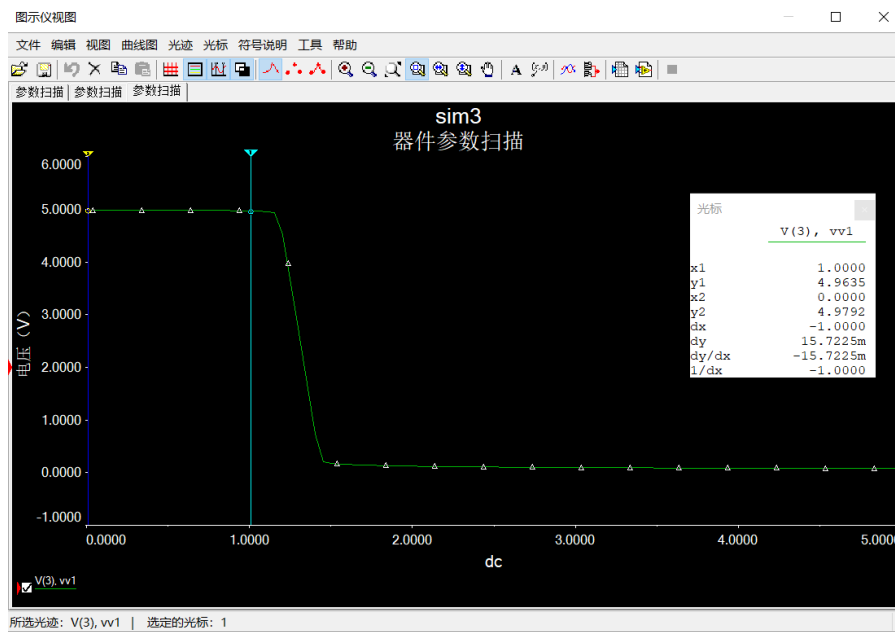 图示仪视图
文件 编辑 视图 曲线图 光迹 光标 符号说明 工具 帮助
A
参数扫描 参数扫描 参数扫描
sim3
器件参数扫描
6.0000
5.0000
4.0000
3.0000
2.0000
1.0000
0.0000
-1.0000
电压（V）
光标
V(3), vv1
x1 1.0000
y1 4.9635
x2 0.0000
y2 4.9792
dx -1.0000
dy 15.7225m
dy/dx -15.7225m
1/dx -1.0000
0.0000 1.0000 2.0000 3.0000 4.0000 5.000
dc
V(3), vv1
所选光迹: V(3), vv1 | 选定的光标: 1